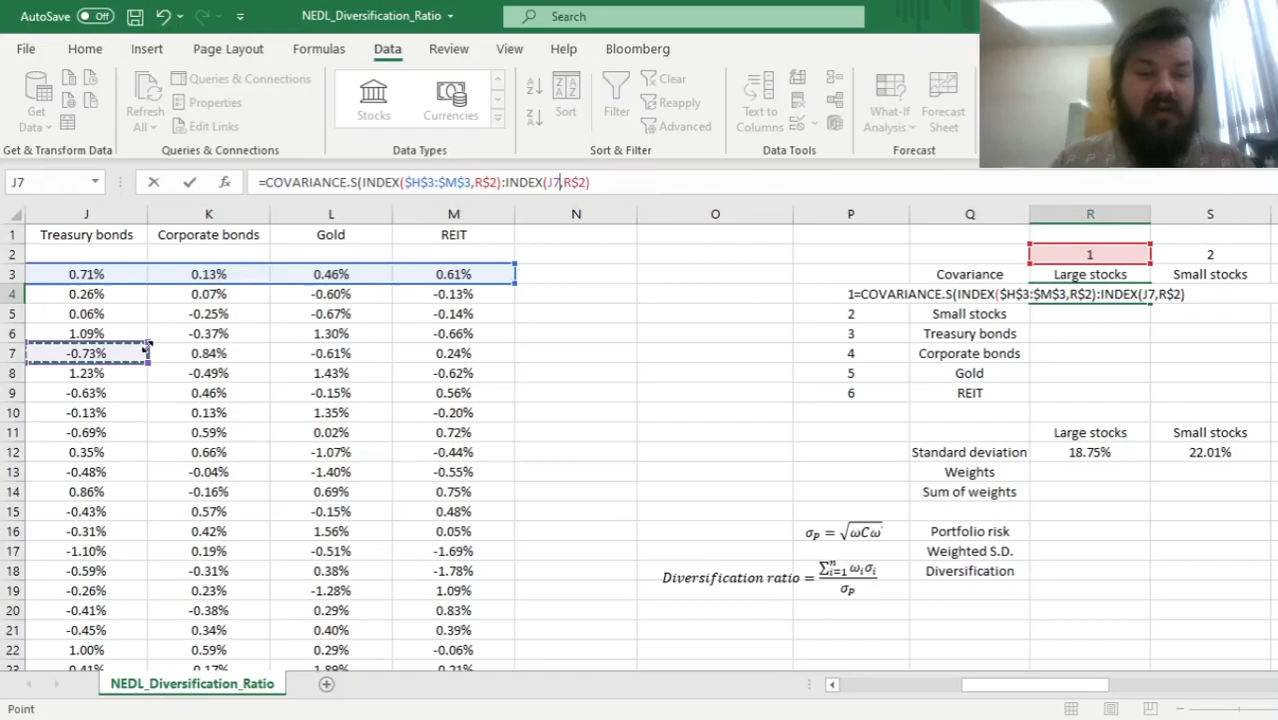 AutoSave Off NEDL_Diversification_Ratio Search
File Home Insert Page Layout Formulas Data Review View Help Bloomberg
Get Data
Refresh All
Queries & Connections
Properties
Edit Links
Stocks Currencies
Sort
Filter
Clear
Reapply
Advanced
Text to Columns
What-If Analysis
Forecast Sheet
Get & Transform Data Queries & Connections Data Types Sort & Filter Data Tools Forecast
J7 fx =COVARIANCE.S(INDEX($H$3:$M$3,R$2):INDEX(J7,R$2)
J K L M N O P Q R S
1 Treasury bonds Corporate bonds Gold REIT
2 1 2
3 0.71% 0.13% 0.46% 0.61% Covariance Large stocks Small stocks
4 0.26% 0.07% -0.60% -0.13% 1=COVARIANCE.S(INDEX($H$3:$M$3,R$2):INDEX(J7,R$2)
5 0.06% -0.25% -0.67% -0.14% 2 Small stocks
6 1.09% -0.37% 1.30% -0.66% 3 Treasury bonds
7 -0.73% 0.84% -0.61% 0.24% 4 Corporate bonds
8 1.23% -0.49% 1.43% -0.62% 5 Gold
9 -0.63% 0.46% -0.15% 0.56% 6 REIT
10 -0.13% 0.13% 1.35% -0.20%
11 -0.69% 0.59% 0.02% 0.72% Large stocks Small stocks
12 0.35% 0.66% -1.07% -0.44% Standard deviation 18.75% 22.01%
13 -0.48% -0.04% -1.40% -0.55% Weights
14 0.86% -0.16% 0.69% 0.75% Sum of weights
15 -0.43% 0.57% -0.15% 0.48%
16 -0.31% 0.42% 1.56% 0.05% σP = √ωCω′ Portfolio risk
17 -1.10% 0.19% -0.51% -1.69% Weighted S.D.
18 -0.59% -0.31% 0.38% -1.78% Diversification ratio = ∑ⁿᵢ₌₁ ωᵢσᵢ / σP Diversification
19 -0.26% 0.23% -1.28% 1.09%
20 -0.41% -0.38% 0.29% 0.83%
21 -0.45% 0.34% 0.40% 0.39%
22 1.00% 0.59% 0.29% -0.06%
23 0.41% 0.17% 1.89% 0.21%
NEDL_Diversification_Ratio
Point